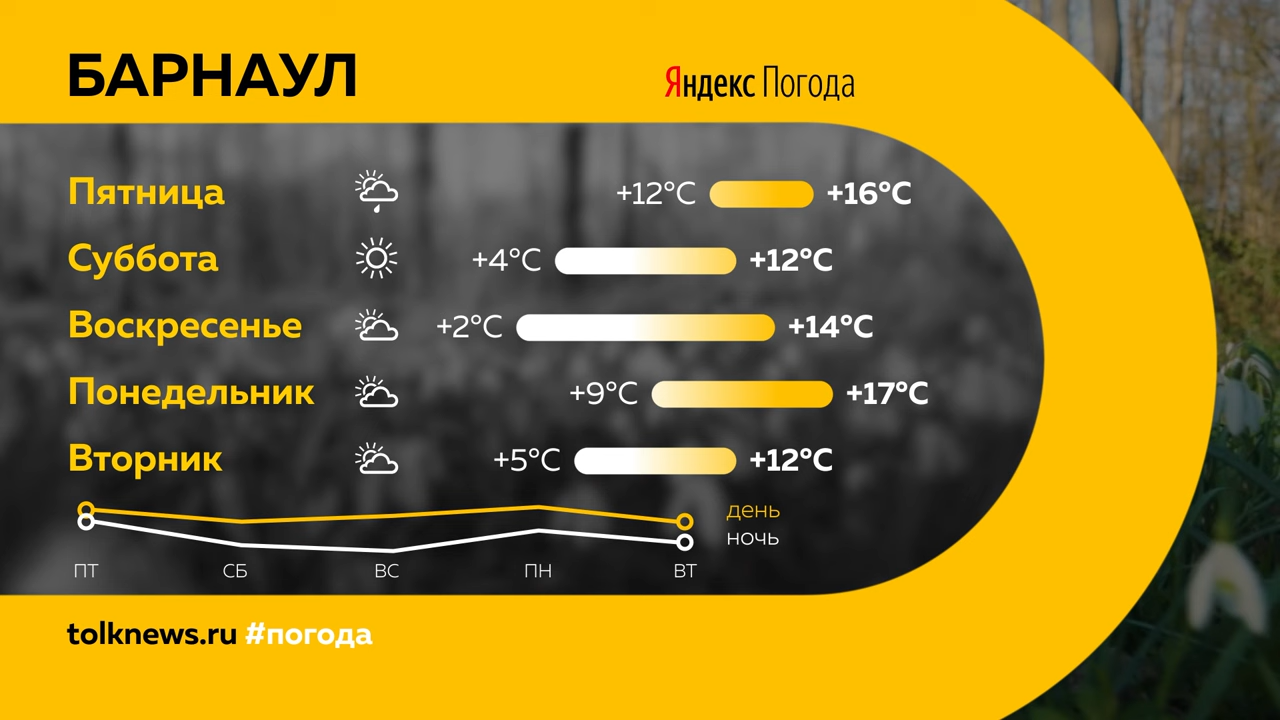 БАРНАУЛ
Яндекс Погода
Пятница +12°C +16°C
Суббота +4°C +12°C
Воскресенье +2°C +14°C
Понедельник +9°C +17°C
Вторник +5°C +12°C
день
ночь
ПТ СБ ВС ПН ВТ
tolknews.ru #погода